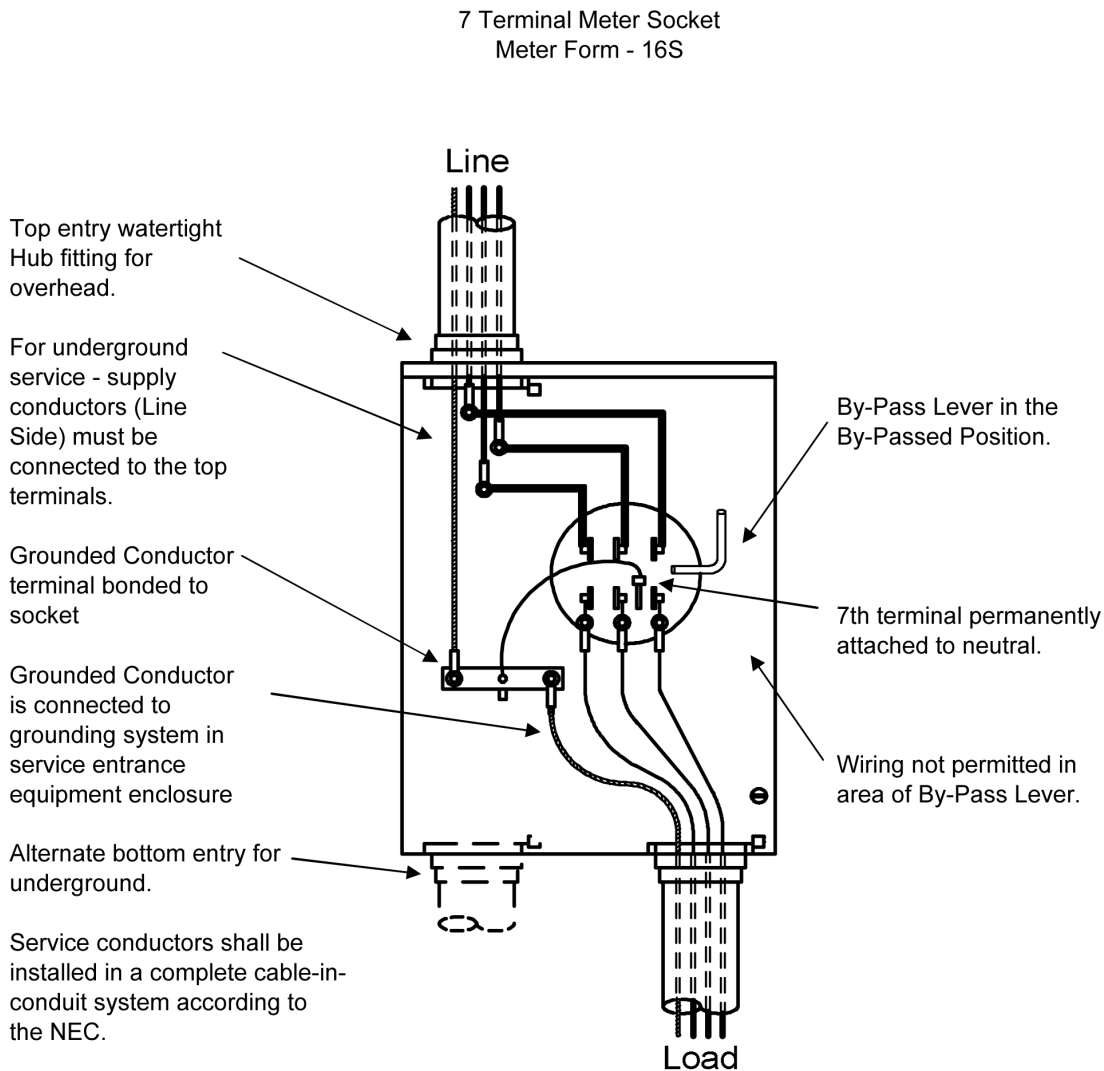 7 Terminal Meter Socket
Meter Form - 16S
Line
Top entry watertight
Hub fitting for
overhead.
For underground
service - supply
conductors (Line
Side) must be
connected to the top
terminals.
Grounded Conductor
terminal bonded to
socket
Grounded Conductor
is connected to
grounding system in
service entrance
equipment enclosure
Alternate bottom entry for
underground.
Service conductors shall be
installed in a complete cable-in-
conduit system according to
the NEC.
By-Pass Lever in the
By-Passed Position.
7th terminal permanently
attached to neutral.
Wiring not permitted in
area of By-Pass Lever.
Load